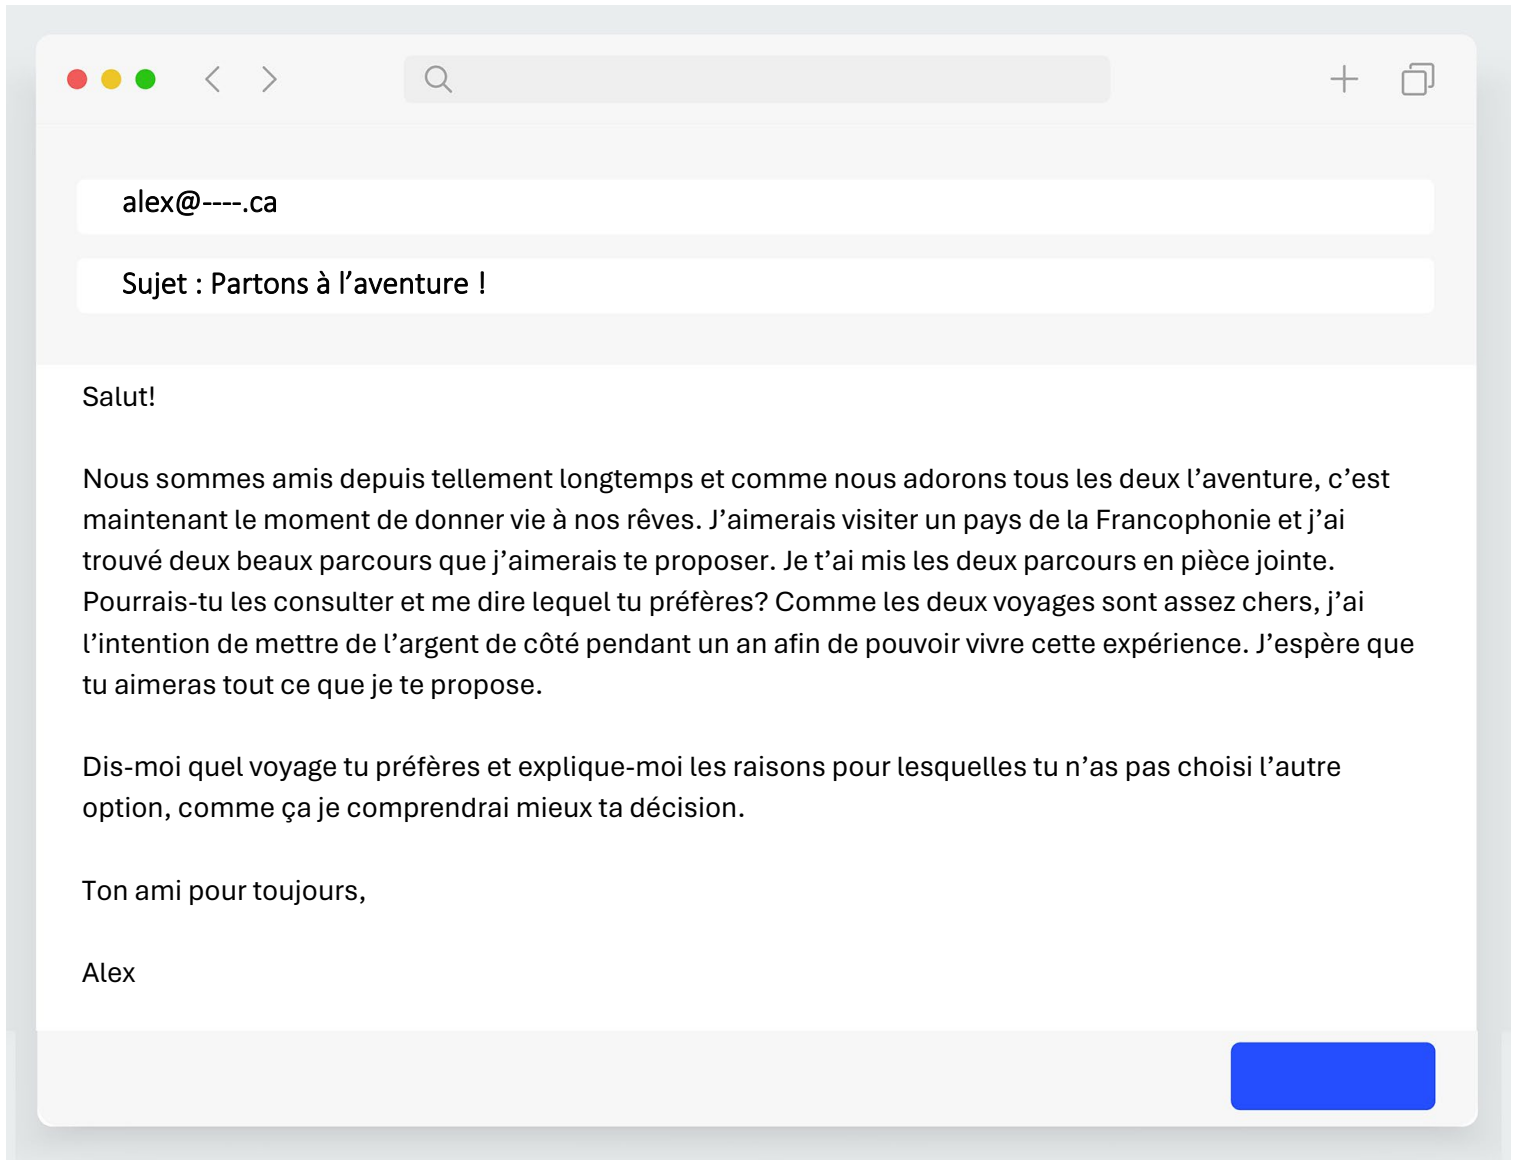 alex@----.ca
Sujet : Partons à l’aventure !
Salut!
Nous sommes amis depuis tellement longtemps et comme nous adorons tous les deux l’aventure, c’est
maintenant le moment de donner vie à nos rêves. J’aimerais visiter un pays de la Francophonie et j’ai
trouvé deux beaux parcours que j’aimerais te proposer. Je t’ai mis les deux parcours en pièce jointe.
Pourrais-tu les consulter et me dire lequel tu préfères? Comme les deux voyages sont assez chers, j’ai
l’intention de mettre de l’argent de côté pendant un an afin de pouvoir vivre cette expérience. J’espère que
tu aimeras tout ce que je te propose.
Dis-moi quel voyage tu préfères et explique-moi les raisons pour lesquelles tu n’as pas choisi l’autre
option, comme ça je comprendrai mieux ta décision.
Ton ami pour toujours,
Alex